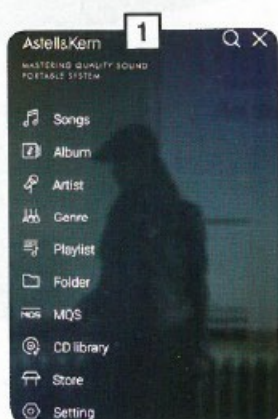 1
Astell&Kern
MASTERING QUALITY SOUND
PORTABLE SYSTEM
Songs
Album
Artist
Genre
Playlist
Folder
MQS MQS
CD library
Store
Setting